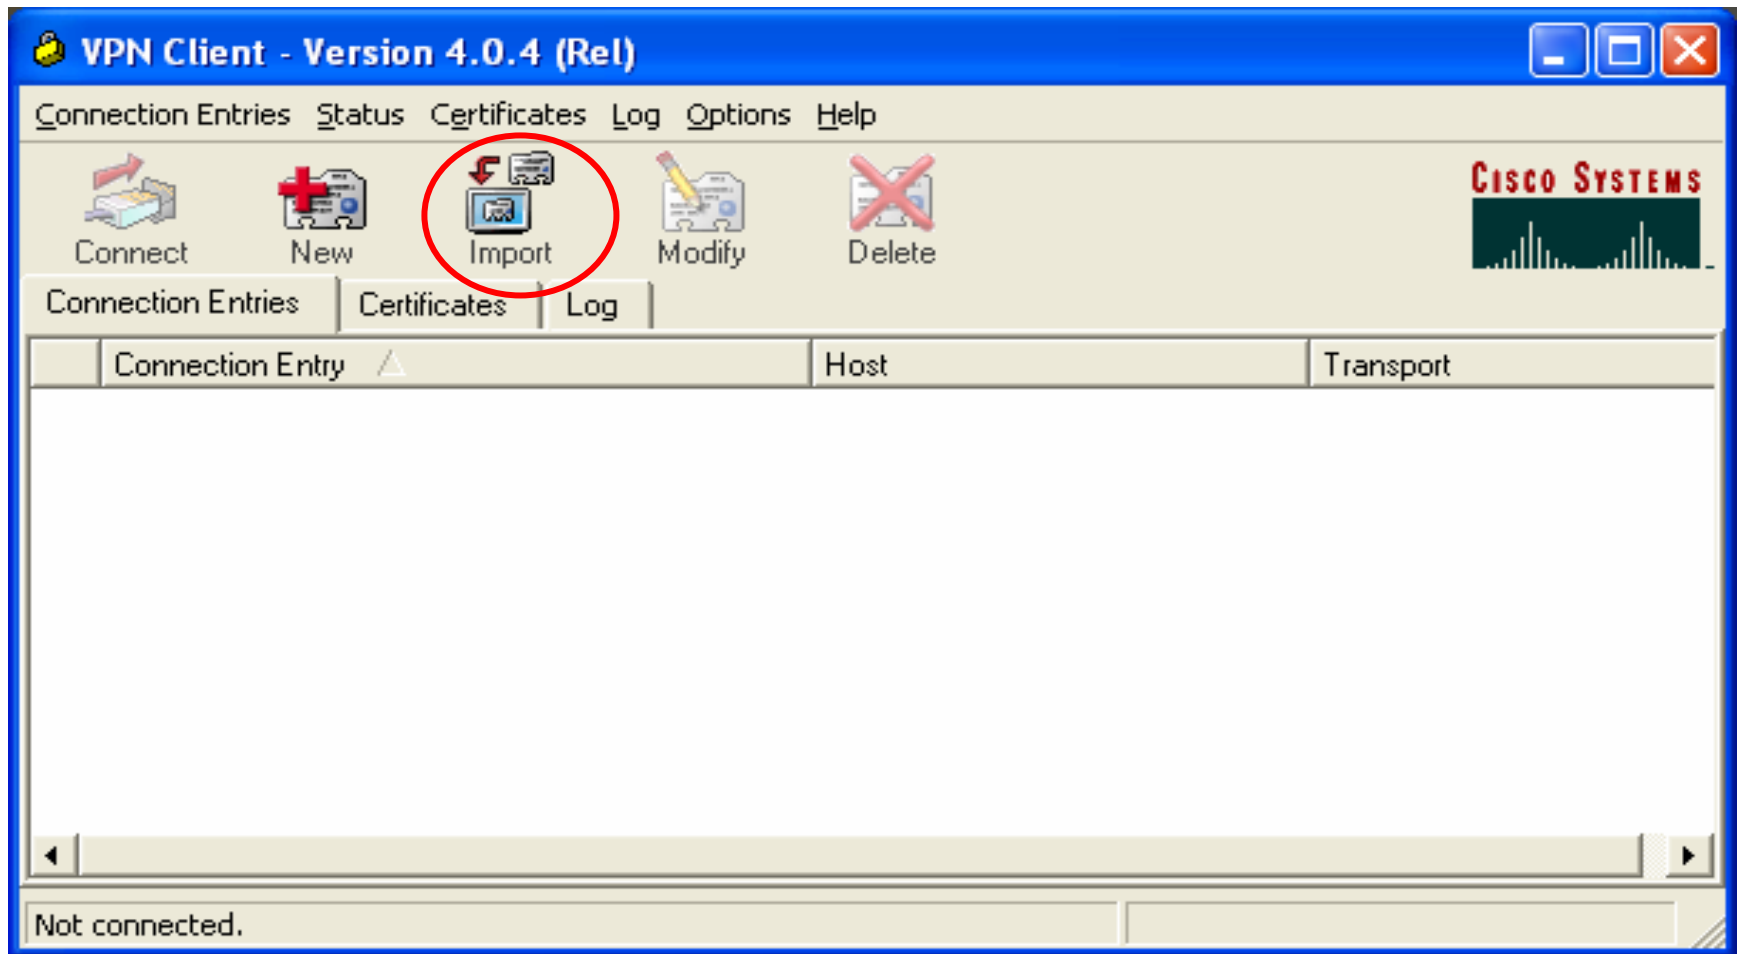 VPN Client - Version 4.0.4 (Rel)
Connection Entries Status Certificates Log Options Help
Connect New Import Modify Delete
CISCO SYSTEMS
Connection Entries Certificates Log
Connection Entry Host Transport
Not connected.